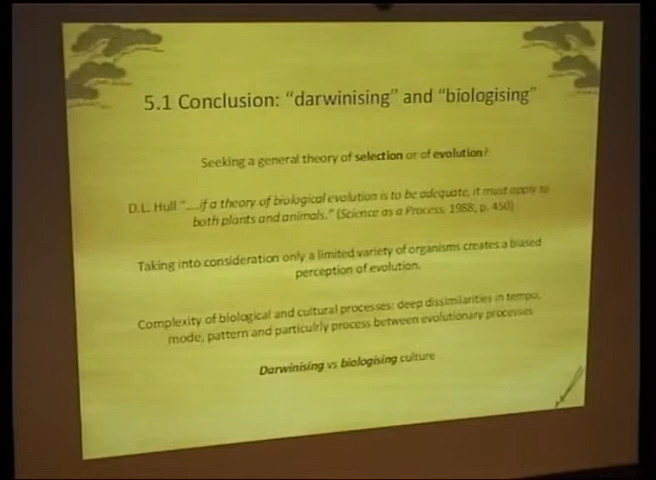 5.1 Conclusion: “darwinising” and “biologising”
Seeking a general theory of selection or of evolution?
D.L. Hull “....if a theory of biological evolution is to be adequate, it must apply to
both plants and animals.” (Science as a Process, 1988, p. 450)
Taking into consideration only a limited variety of organisms creates a biased
perception of evolution.
Complexity of biological and cultural processes: deep dissimilarities in tempo,
mode, pattern and particulrly process between evolutionary processes
Darwinising vs biologising culture